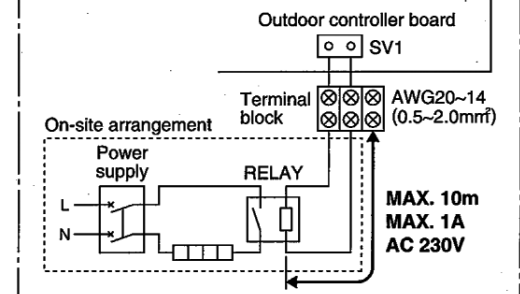 Outdoor controller board
SV1
Terminal
block
AWG20~14
(0.5~2.0mm²)
On-site arrangement
Power
supply
RELAY
L
N
MAX. 10m
MAX. 1A
AC 230V